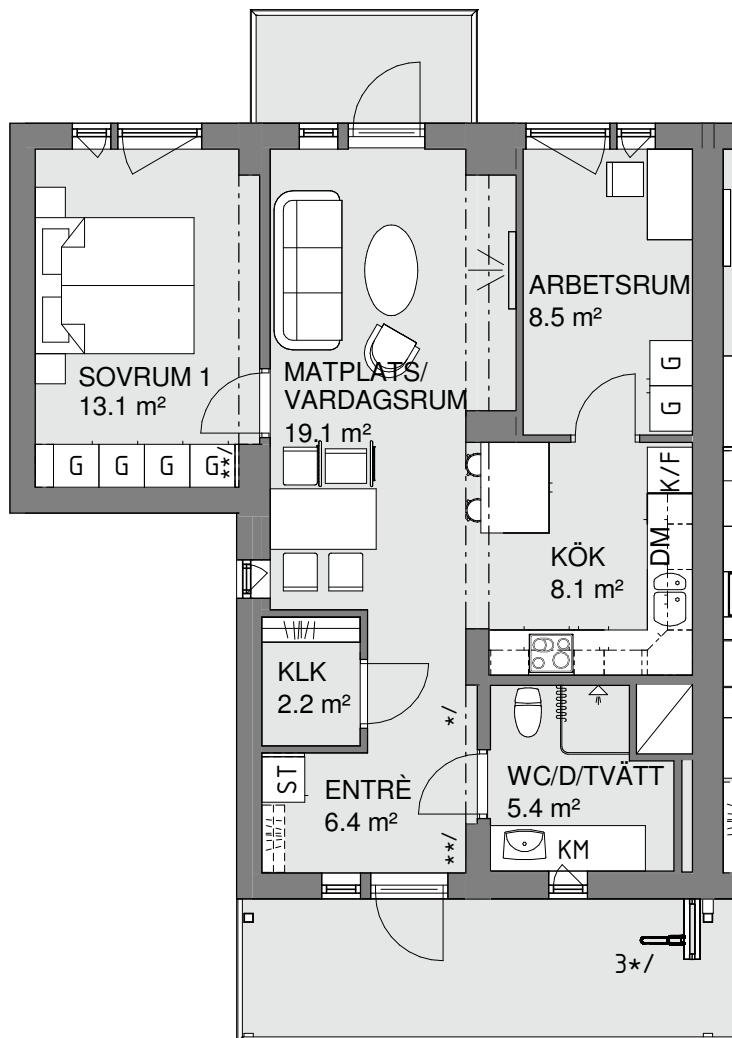 ARBETSRUM
8.5 m²
SOVRUM 1
13.1 m²
MATPLATS/
VARDAGSRUM
19.1 m²
G
G
G
G
G
G
**/
K/F
DM
KÖK
8.1 m²
KLK
2.2 m²
*/
ST
ENTRÈ
6.4 m²
**/
WC/D/TVÄTT
5.4 m²
KM
3*/